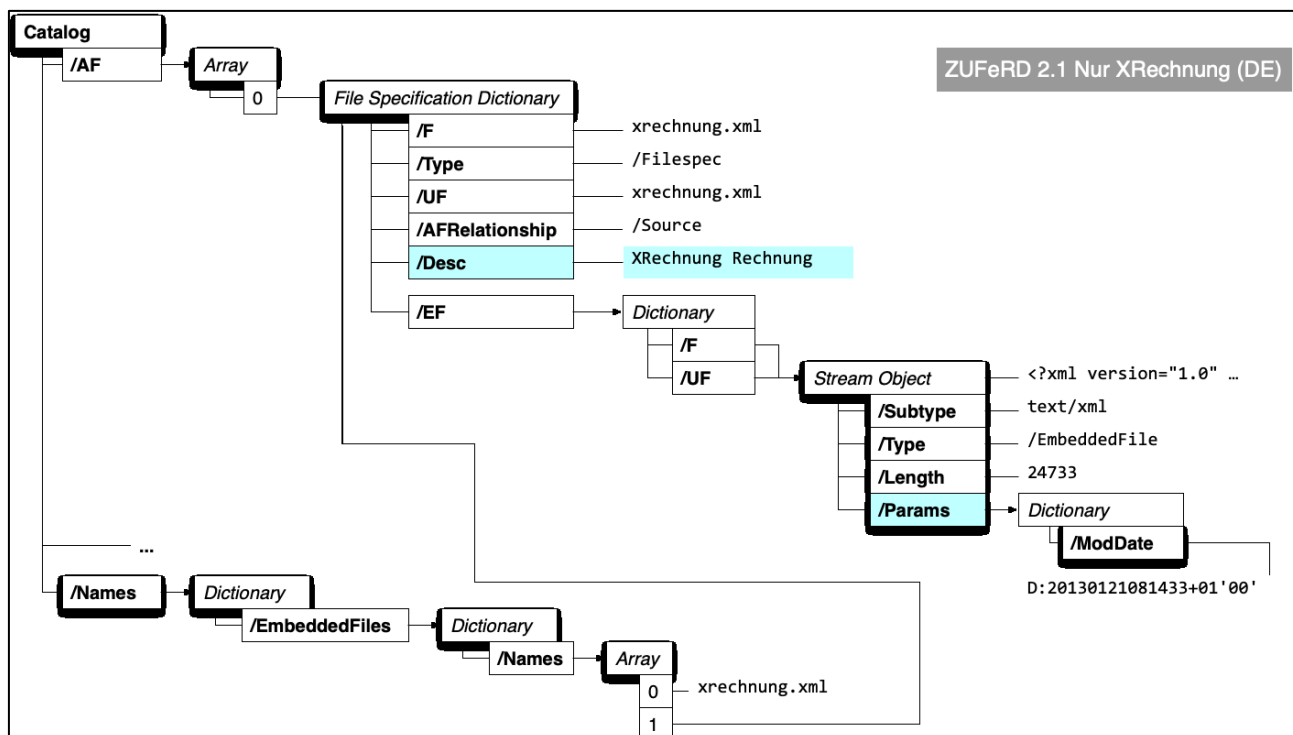 Catalog
/AF
Array
0
ZUFeRD 2.1 Nur XRechnung (DE)
File Specification Dictionary
/F
xrechnung.xml
/Type
/Filespec
/UF
xrechnung.xml
/AFRelationship
/Source
/Desc
XRechnung Rechnung
/EF
Dictionary
/F
/UF
Stream Object
<?xml version="1.0" …
/Subtype
text/xml
/Type
/EmbeddedFile
/Length
24733
/Params
Dictionary
/ModDate
D:20130121081433+01'00'
...
/Names
Dictionary
/EmbeddedFiles
Dictionary
/Names
Array
0
xrechnung.xml
1